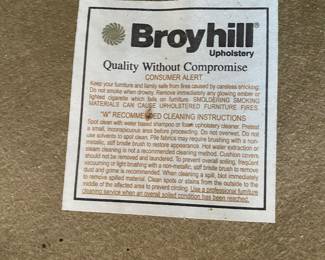 Broyhill®
Upholstery
Quality Without Compromise
CONSUMER ALERT
Keep your furniture and family safe from fires caused by careless smoking.
Do not smoke when drowsy. Remove immediately any glowing ember or
lighted cigarette which falls on furniture. SMOLDERING SMOKING
MATERIALS CAN CAUSE UPHOLSTERED FURNITURE FIRES.
"W" RECOMMENDED CLEANING INSTRUCTIONS
Spot clean with water based shampoo or foam upholstery cleaner. Pretest
a small, inconspicuous area before proceeding. Do not overwet. Do not
use solvents to spot clean. Pile fabrics may require brushing with a non-
metallic, stiff bristle brush to restore appearance. Hot water extraction or
steam cleaning is not a recommended cleaning method. Cushion covers
should not be removed and laundered. To prevent overall soiling, frequent
vacuuming or light brushing with a non-metallic, stiff bristle brush to remove
dust and grime is recommended. When cleaning a spill, blot immediately
to remove spilled material. Clean spots or stains from the outside to the
middle of the affected area to prevent circling. Use a professional furniture
cleaning service when an overall soiled condition has been reached.